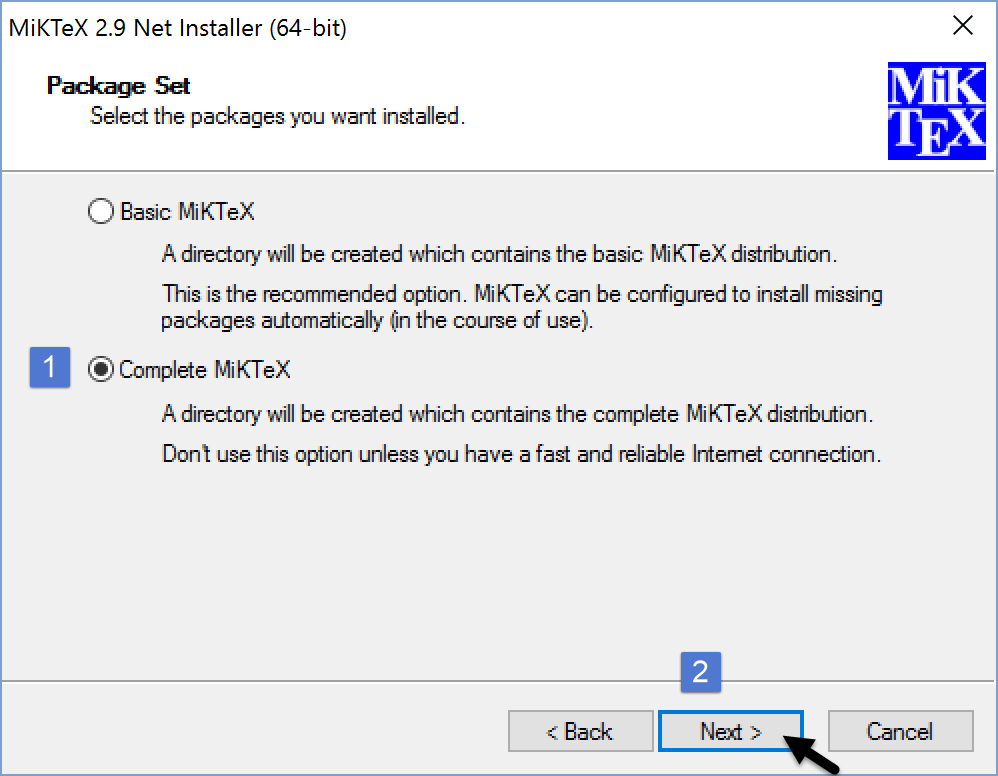 MiKTeX 2.9 Net Installer (64-bit)
Package Set
Select the packages you want installed.
MiK
TEX
Basic MiKTeX
A directory will be created which contains the basic MiKTeX distribution.
This is the recommended option. MiKTeX can be configured to install missing
packages automatically (in the course of use).
1
Complete MiKTeX
A directory will be created which contains the complete MiKTeX distribution.
Don't use this option unless you have a fast and reliable Internet connection.
2
< Back
Next >
Cancel